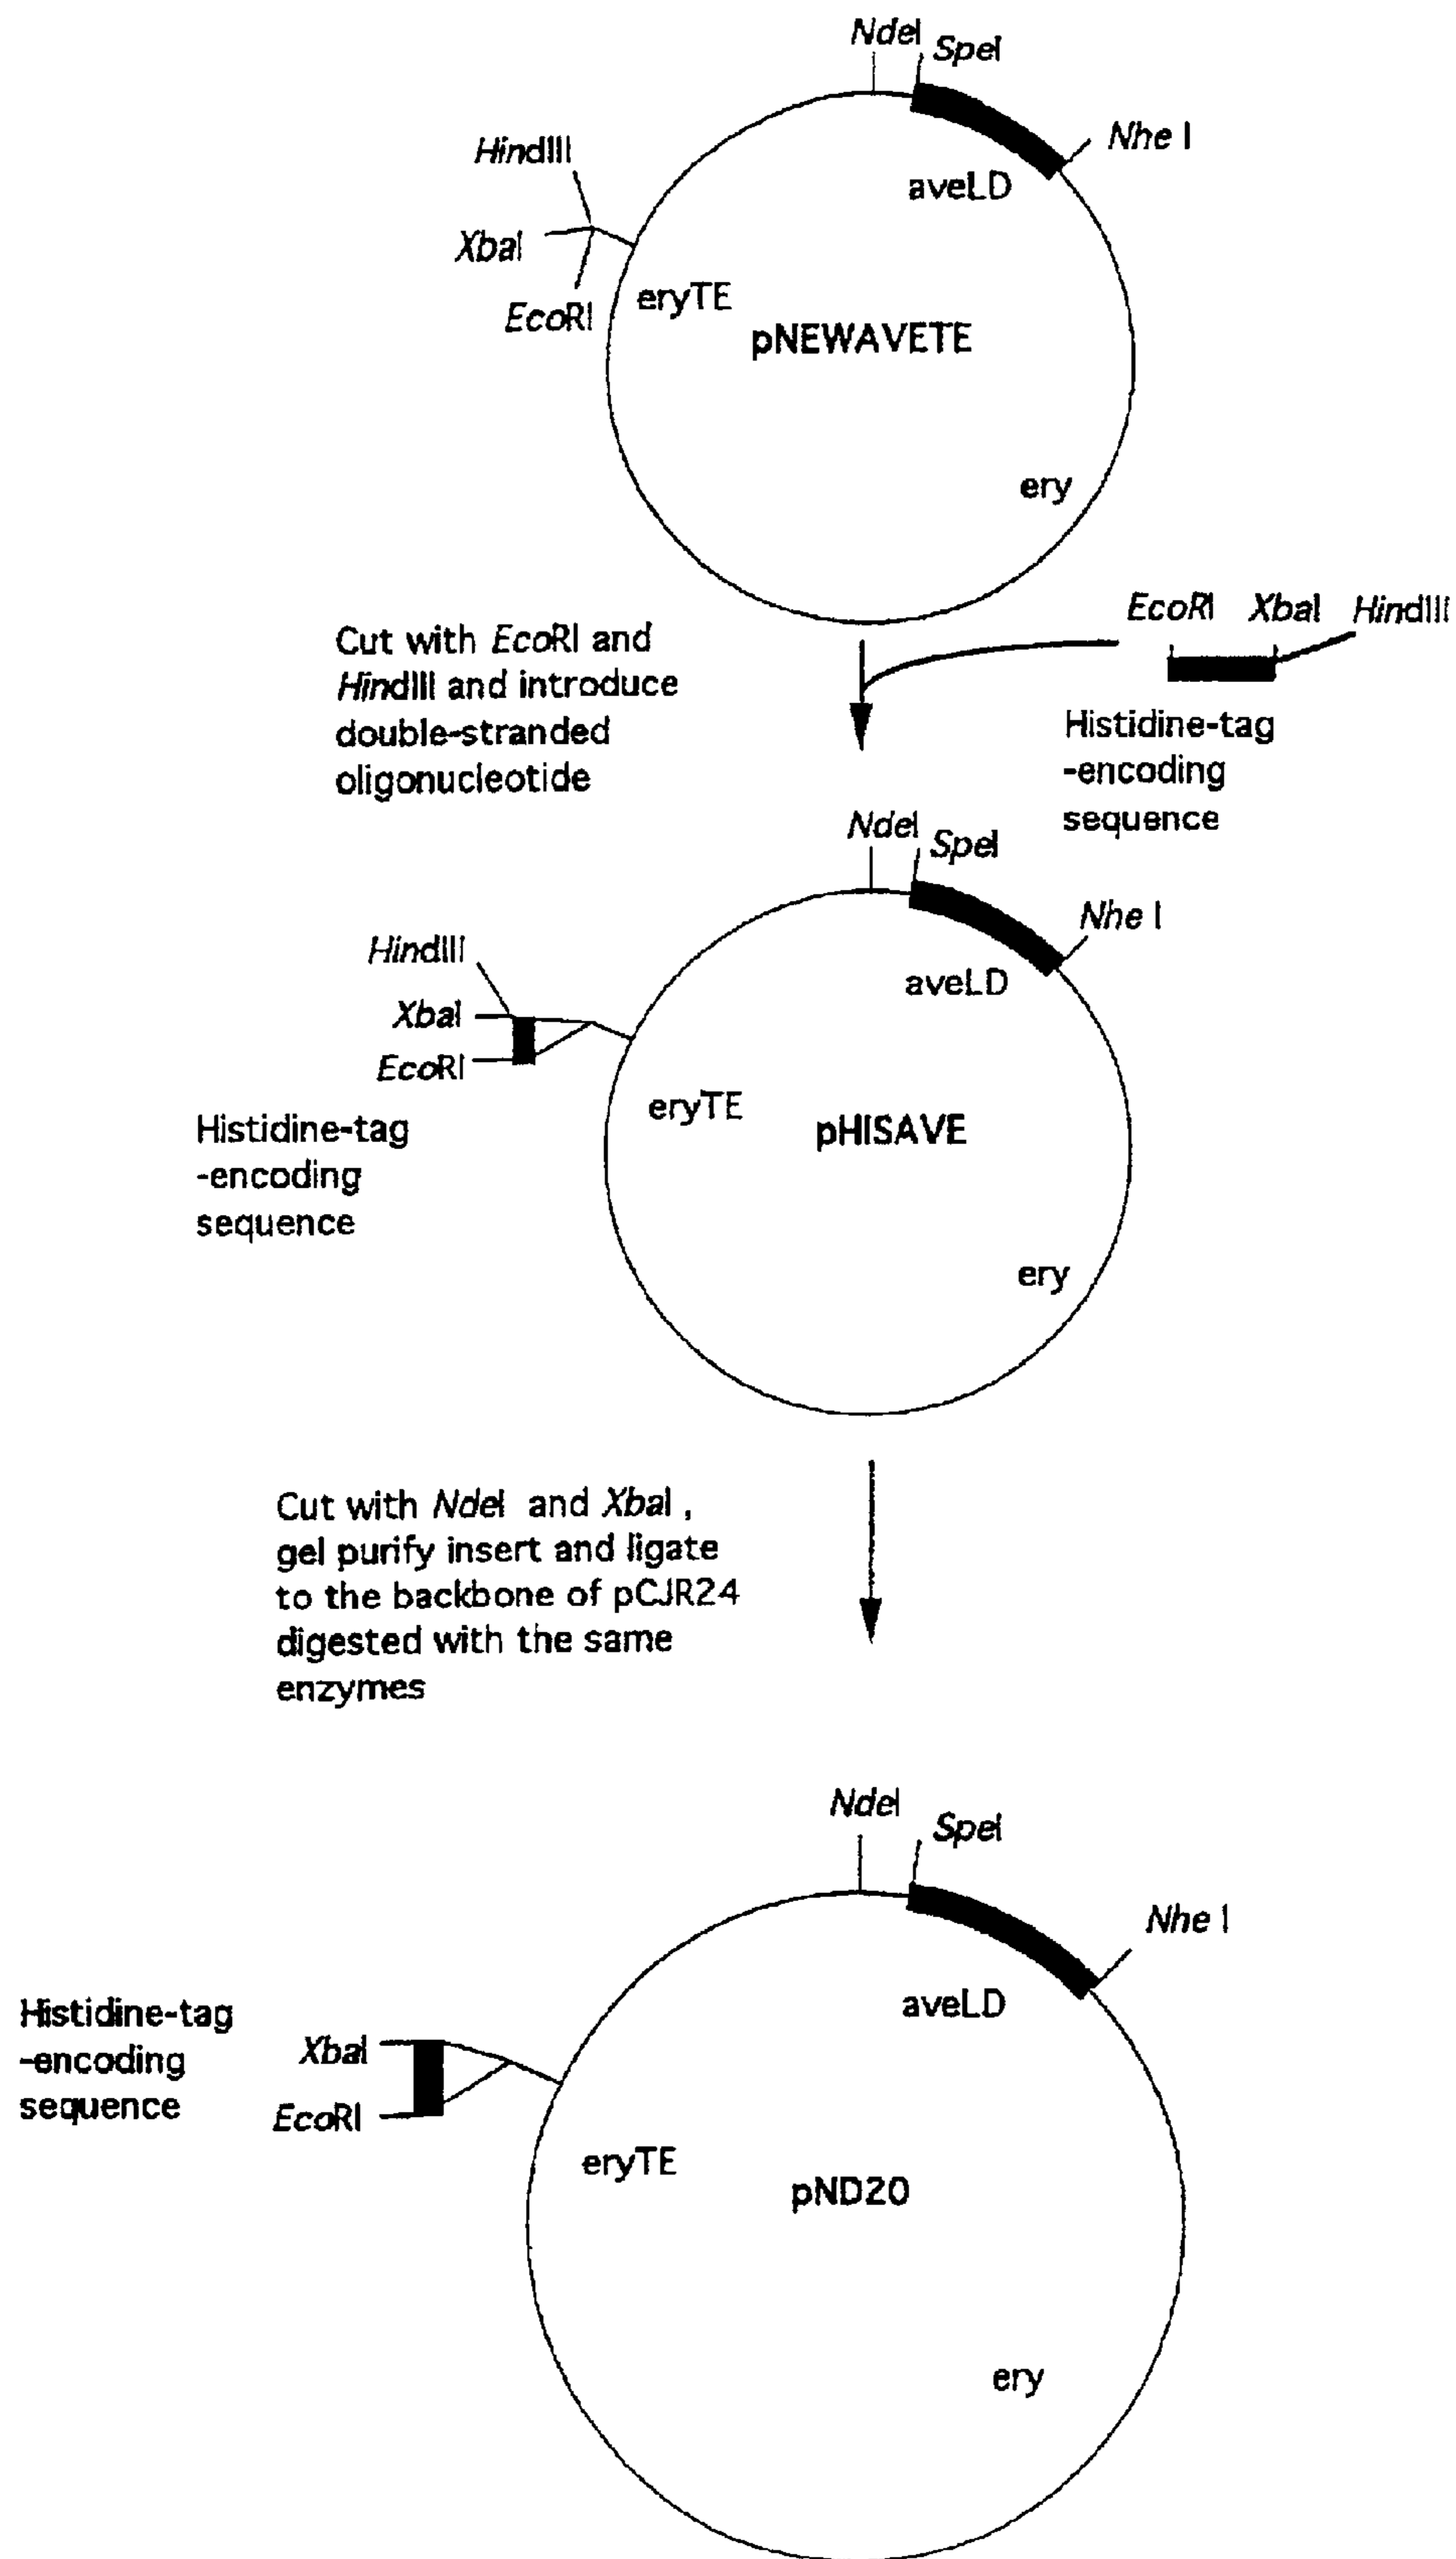 NdeI
SpeI
Nhe I
HindIII
aveLD
XbaI
EcoRI
eryTE
pNEWAVETE
ery
Cut with EcoRI and
HindIII and introduce
double-stranded
oligonucleotide
EcoRI XbaI HindIII
Histidine-tag
-encoding
sequence
NdeI
SpeI
Nhe I
HindIII
aveLD
XbaI
EcoRI
eryTE
pHISAVE
Histidine-tag
-encoding
sequence
ery
Cut with NdeI and XbaI ,
gel purify insert and ligate
to the backbone of pCJR24
digested with the same
enzymes
NdeI
SpeI
Nhe I
aveLD
Histidine-tag
-encoding
sequence
XbaI
EcoRI
eryTE
pND20
ery